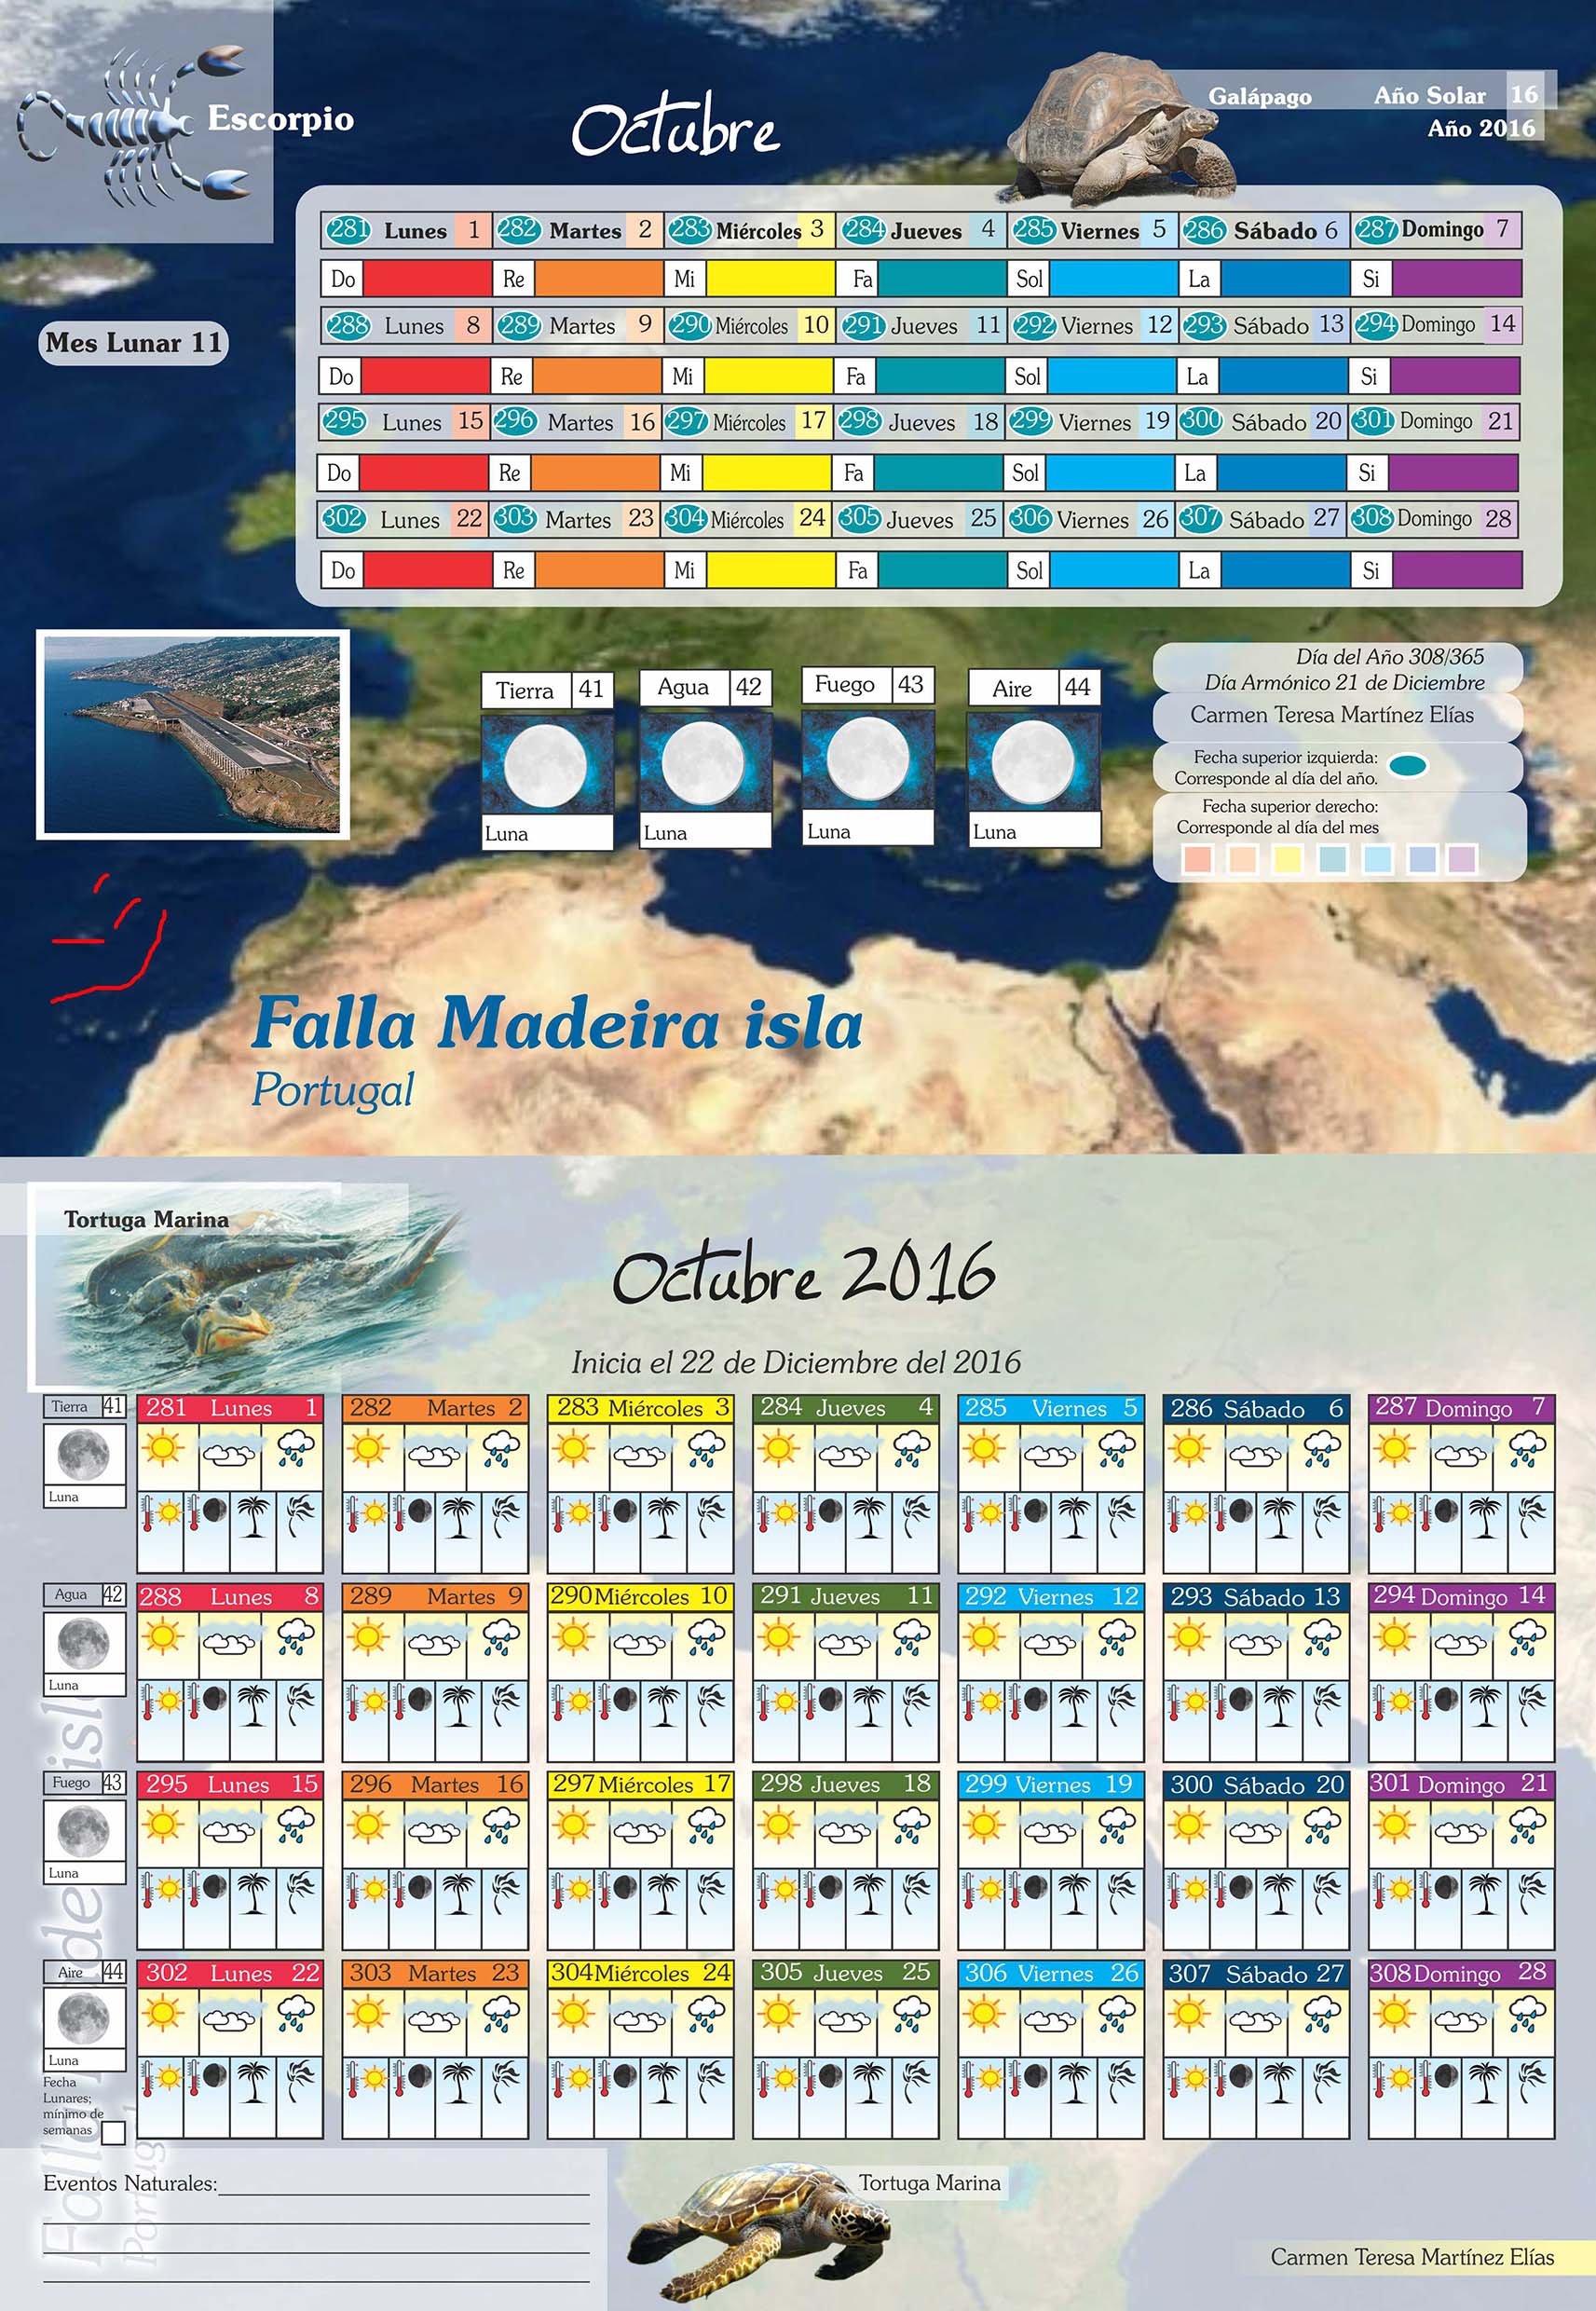 Escorpio
Octubre
Galápago Año Solar 16
Año 2016
281 Lunes 1 282 Martes 2 283 Miércoles 3 284 Jueves 4 285 Viernes 5 286 Sábado 6 287 Domingo 7
Do Re Mi Fa Sol La Si
288 Lunes 8 289 Martes 9 290 Miércoles 10 291 Jueves 11 292 Viernes 12 293 Sábado 13 294 Domingo 14
Mes Lunar 11
Do Re Mi Fa Sol La Si
295 Lunes 15 296 Martes 16 297 Miércoles 17 298 Jueves 18 299 Viernes 19 300 Sábado 20 301 Domingo 21
Do Re Mi Fa Sol La Si
302 Lunes 22 303 Martes 23 304 Miércoles 24 305 Jueves 25 306 Viernes 26 307 Sábado 27 308 Domingo 28
Do Re Mi Fa Sol La Si
Tierra 41 Agua 42 Fuego 43 Aire 44
Luna Luna Luna Luna
Día del Año 308/365
Día Armónico 21 de Diciembre
Carmen Teresa Martínez Elías
Fecha superior izquierda:
Corresponde al día del año.
Fecha superior derecho:
Corresponde al día del mes
Falla Madeira isla
Portugal
Tortuga Marina
Octubre 2016
Inicia el 22 de Diciembre del 2016
Tierra 41 281 Lunes 1 282 Martes 2 283 Miércoles 3 284 Jueves 4 285 Viernes 5 286 Sábado 6 287 Domingo 7
Luna
Agua 42 288 Lunes 8 289 Martes 9 290 Miércoles 10 291 Jueves 11 292 Viernes 12 293 Sábado 13 294 Domingo 14
Luna
Fuego 43 295 Lunes 15 296 Martes 16 297 Miércoles 17 298 Jueves 18 299 Viernes 19 300 Sábado 20 301 Domingo 21
Luna
Aire 44 302 Lunes 22 303 Martes 23 304 Miércoles 24 305 Jueves 25 306 Viernes 26 307 Sábado 27 308 Domingo 28
Luna
Fecha
Lunares;
mínimo de
semanas
Eventos Naturales:
Tortuga Marina
Carmen Teresa Martínez Elías